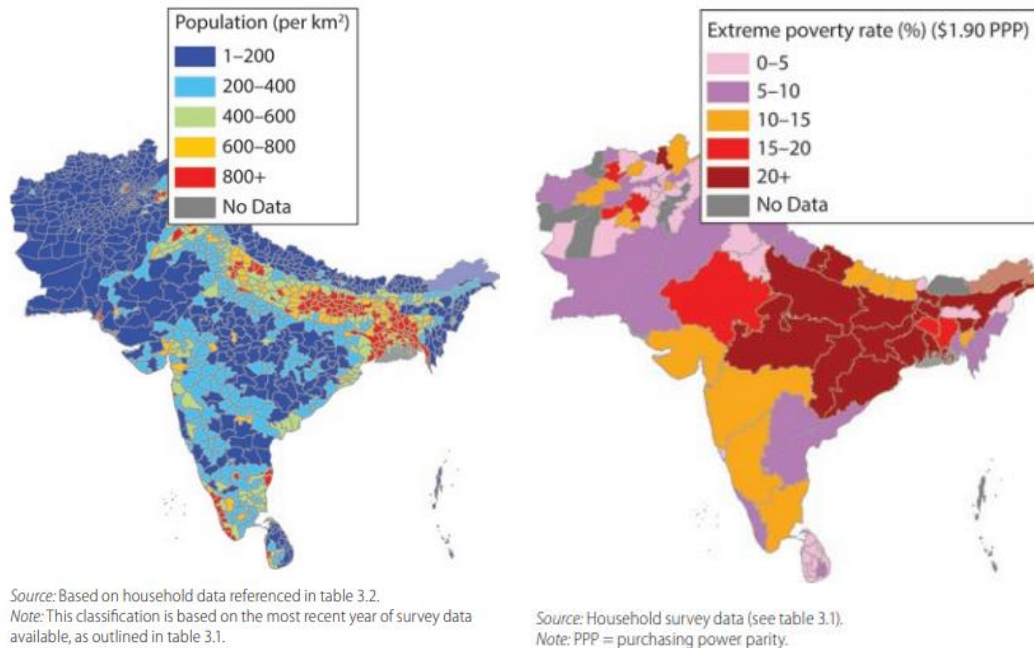 Population (per km²)
1–200
200–400
400–600
600–800
800+
No Data
Source: Based on household data referenced in table 3.2.
Note: This classification is based on the most recent year of survey data
available, as outlined in table 3.1.
Extreme poverty rate (%) ($1.90 PPP)
0–5
5–10
10–15
15–20
20+
No Data
Source: Household survey data (see table 3.1).
Note: PPP = purchasing power parity.